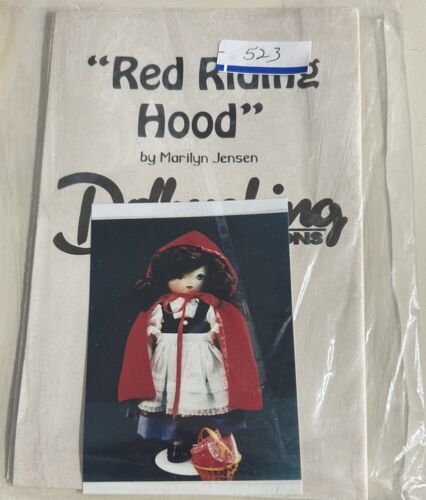 523
“Red Riding
Hood”
by Marilyn Jensen